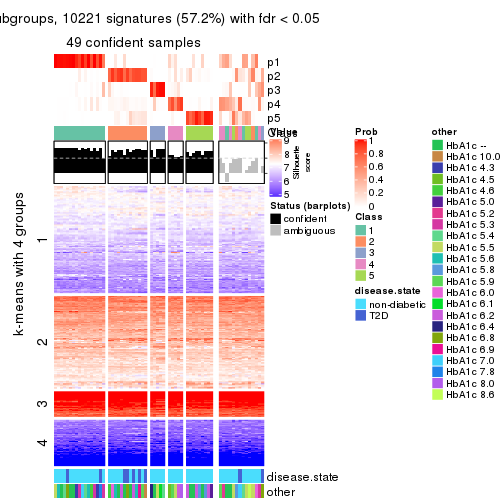 ubgroups, 10221 signatures (57.2%) with fdr < 0.05
49 confident samples
p1
p2
p3
p4
p5
Class
Silhouette score
k-means with 4 groups
1
2
3
4
disease.state
other
Value
9
8
7
6
5
Status (barplots)
confident
ambiguous
Prob
1
0.8
0.6
0.4
0.2
0
Class
1
2
3
4
5
disease.state
non-diabetic
T2D
other
HbA1c --
HbA1c 10.0
HbA1c 4.3
HbA1c 4.5
HbA1c 4.6
HbA1c 5.0
HbA1c 5.2
HbA1c 5.3
HbA1c 5.4
HbA1c 5.5
HbA1c 5.6
HbA1c 5.8
HbA1c 5.9
HbA1c 6.0
HbA1c 6.1
HbA1c 6.2
HbA1c 6.4
HbA1c 6.8
HbA1c 6.9
HbA1c 7.0
HbA1c 7.8
HbA1c 8.0
HbA1c 8.6